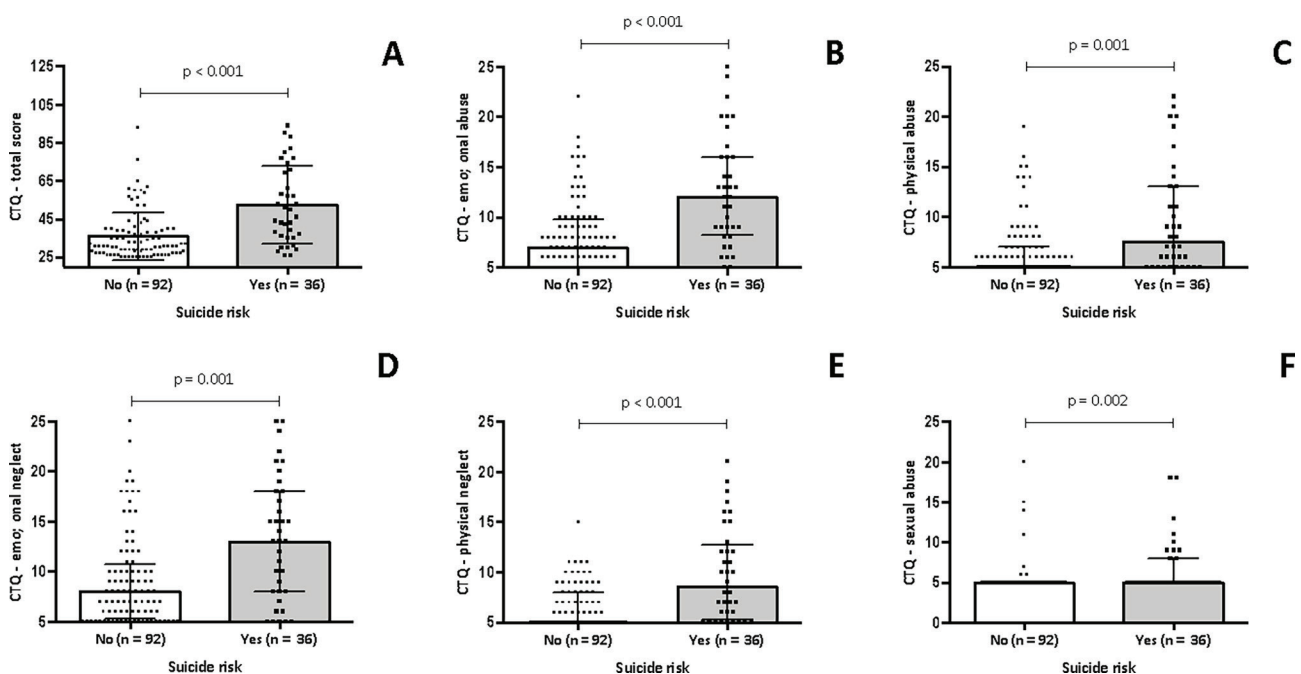 A
p < 0.001
CTQ - total score
125
105
85
65
45
25
No (n = 92) Yes (n = 36)
Suicide risk
B
p < 0.001
CTQ - emo; onal abuse
25
20
15
10
5
No (n = 92) Yes (n = 36)
Suicide risk
C
p = 0.001
CTQ - physical abuse
25
20
15
10
5
No (n = 92) Yes (n = 36)
Suicide risk
D
p = 0.001
CTQ - emo; onal neglect
25
20
15
10
5
No (n = 92) Yes (n = 36)
Suicide risk
E
p < 0.001
CTQ - physical neglect
25
20
15
10
5
No (n = 92) Yes (n = 36)
Suicide risk
F
p = 0.002
CTQ - sexual abuse
25
20
15
10
5
0
No (n = 92) Yes (n = 36)
Suicide risk